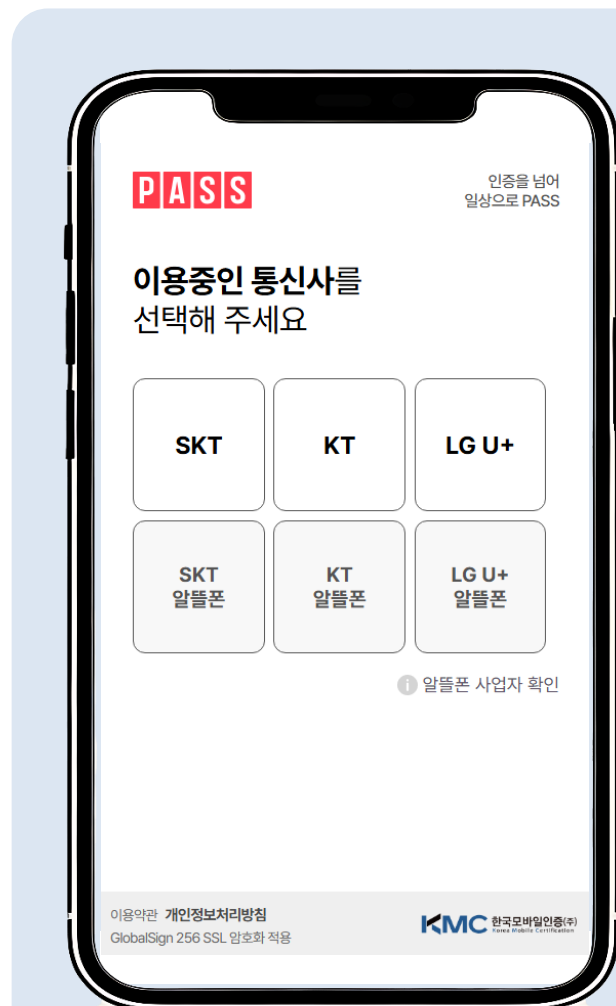 PASS
인증을 넘어
일상으로 PASS
이용중인 통신사를
선택해 주세요
SKT
KT
LG U+
SKT
알뜰폰
KT
알뜰폰
LG U+
알뜰폰
i 알뜰폰 사업자 확인
이용약관 개인정보처리방침
GlobalSign 256 SSL 암호화 적용
KMC 한국모바일인증(주)
Korea Mobile Certification